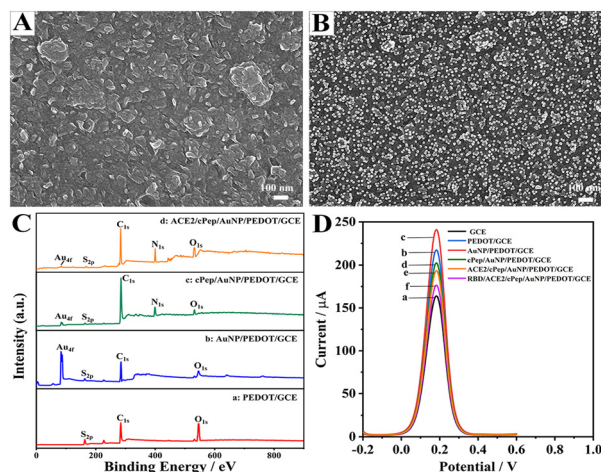 A
100 nm
B
100 nm
C
d: ACE2/cPep/AuNP/PEDOT/GCE
Au4f
S2p
C1s
N1s
O1s
c: cPep/AuNP/PEDOT/GCE
Au4f
S2p
C1s
N1s
O1s
b: AuNP/PEDOT/GCE
Au4f
S2p
C1s
O1s
a: PEDOT/GCE
S2p
C1s
O1s
Intensity (a.u.)
0
200
400
600
800
Binding Energy / eV
D
250
200
150
100
50
0
Current / μA
c
b
d
e
f
a
GCE
PEDOT/GCE
AuNP/PEDOT/GCE
cPep/AuNP/PEDOT/GCE
ACE2/cPep/AuNP/PEDOT/GCE
RBD/ACE2/cPep/AuNP/PEDOT/GCE
-0.2
0.0
0.2
0.4
0.6
0.8
1.0
Potential / V